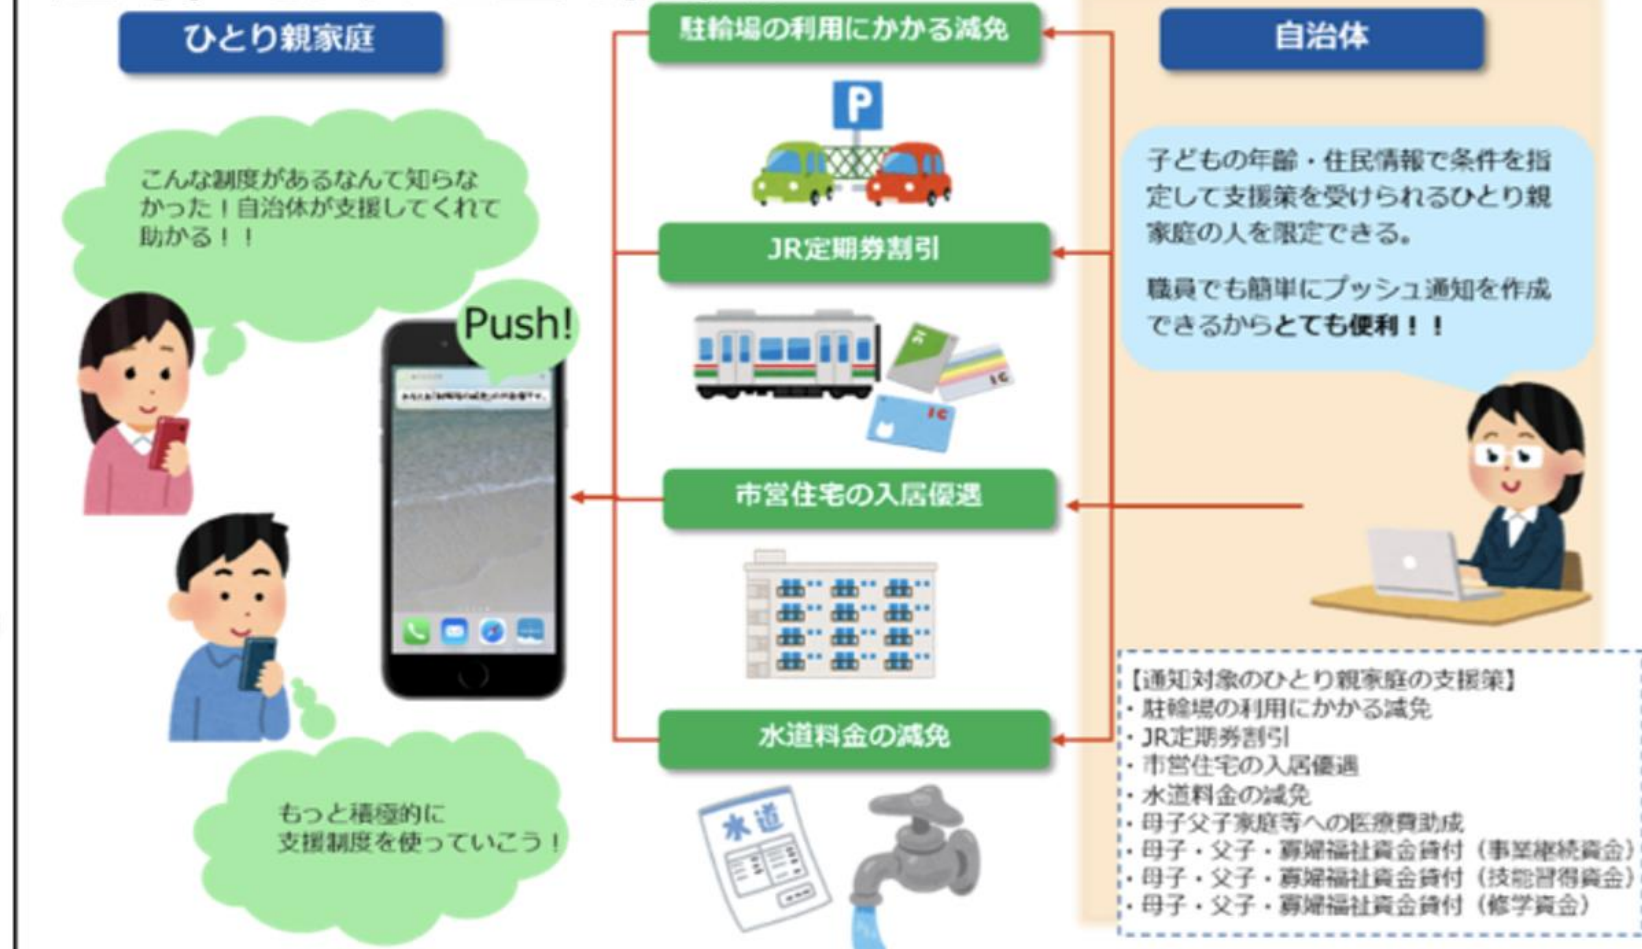 ひとり親家庭
駐輪場の利用にかかる減免
自治体
P
こんな制度があるなんて知らな
かった！自治体が支援してくれて
助かる！！
子どもの年齢・住民情報で条件を指
定して支援策を受けられるひとり親
家庭の人を限定できる。
職員でも簡単にプッシュ通知を作成
できるからとても便利！！
JR定期券割引
Push!
IC
IC
市営住宅の入居優遇
水道料金の減免
水道
もっと積極的に
支援制度を使っていこう！
【通知対象のひとり親家庭の支援策】
・駐輪場の利用にかかる減免
・JR定期券割引
・市営住宅の入居優遇
・水道料金の減免
・母子父子家庭等への医療費助成
・母子・父子・寡婦福祉資金貸付（事業継続資金）
・母子・父子・寡婦福祉資金貸付（技能習得資金）
・母子・父子・寡婦福祉資金貸付（修学資金）